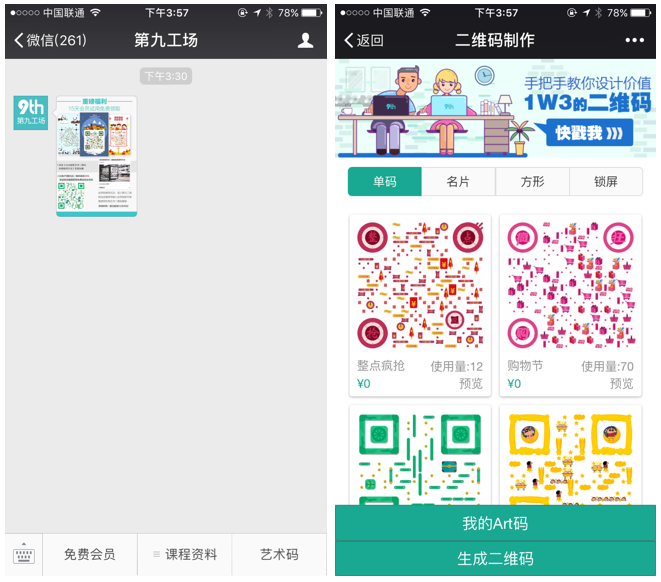 中国联通
下午3:57
78%
微信(261)
第九工场
下午3:30
9th
第九工场
免费会员
课程资料
艺术码
中国联通
下午3:57
78%
返回
二维码制作
手把手教你设计价值
1W3的二维码
快戳我 )))
单码
名片
方形
锁屏
整点疯抢
使用量:12
¥0
预览
购物节
使用量:70
¥0
预览
我的Art码
生成二维码